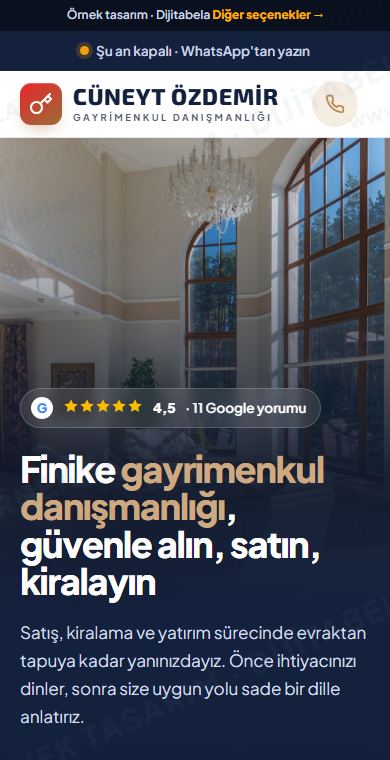 Örnek tasarım · Dijitabela Diğer seçenekler →
Şu an kapalı · WhatsApp'tan yazın
CÜNEYT ÖZDEMİR
GAYRİMENKUL DANIŞMANLIĞI
G 4,5 · 11 Google yorumu
Finike gayrimenkul
danışmanlığı,
güvenle alın, satın,
kiralayın
Satış, kiralama ve yatırım sürecinde evraktan
tapuya kadar yanınızdayız. Önce ihtiyacınızı
dinler, sonra size uygun yolu sade bir dille
anlatırız.